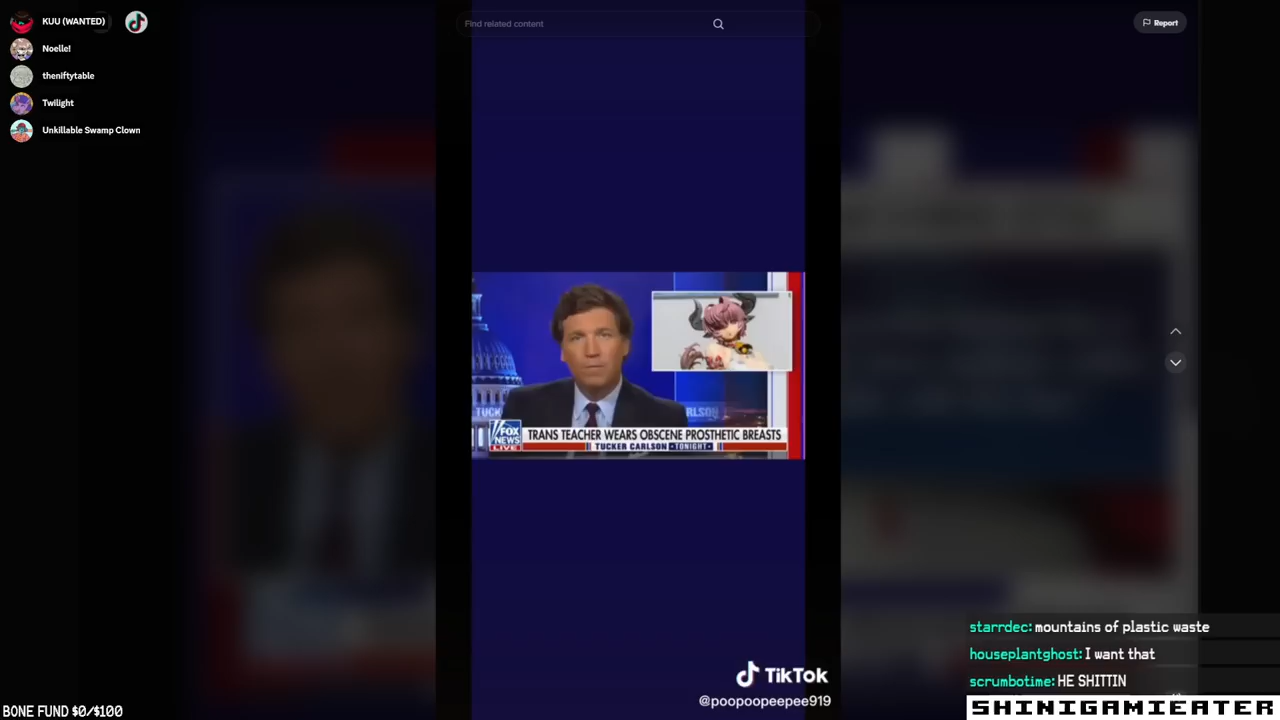 KUU (WANTED)
Noelle!
theniftytable
Twilight
Unkillable Swamp Clown
Find related content
Report
TUCK
CARLSON
FOX
NEWS
LIVE
TRANS TEACHER WEARS OBSCENE PROSTHETIC BREASTS
TUCKER CARLSON TONIGHT
TikTok
@poopoopeepee919
starrdec: mountains of plastic waste
houseplantghost: I want that
scrumbotime: HE SHITTIN
SHINIGAMIEATER
BONE FUND $0/$100